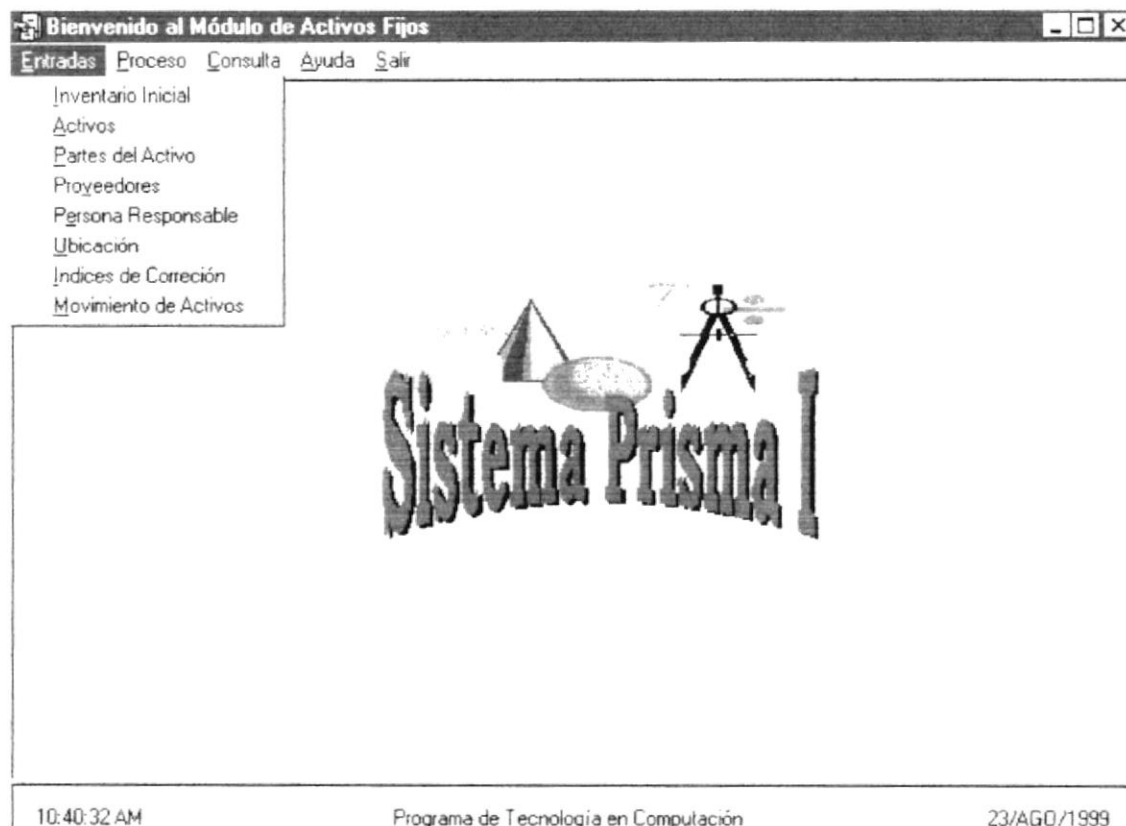 Bienvenido al Módulo de Activos Fijos
Entradas Proceso Consulta Ayuda Salir
Inventario Inicial
Activos
Partes del Activo
Proveedores
Persona Responsable
Ubicación
Indices de Correción
Movimiento de Activos
Sistema Prisma I
10:40:32 AM Programa de Tecnología en Computación 23/AGO/1999